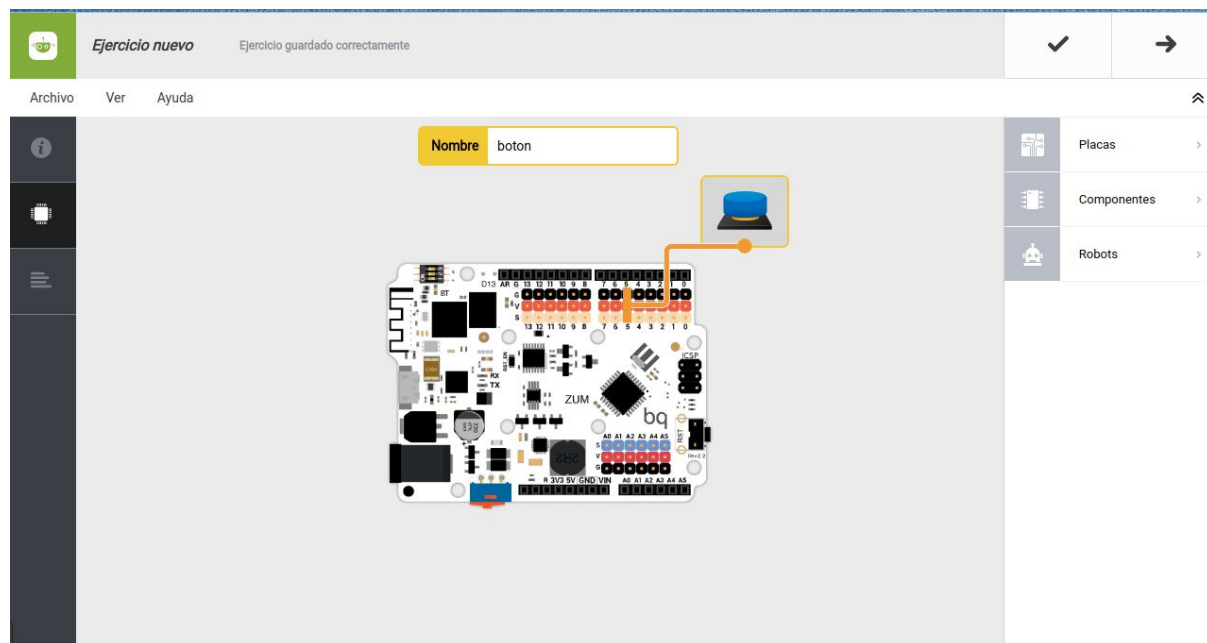 Ejercicio nuevo Ejercicio guardado correctamente
Archivo Ver Ayuda
Nombre boton
Placas
Componentes
Robots
D13 AR G 13 12 11 10 9 8 7 6 5 4 3 2 1 0
BT
G
V
S
13 12 11 10 9 8 7 6 5 4 3 2 1 0
ICSP
RX
TX
ZUM
bq
RST
A0 A1 A2 A3 A4 A5
S
V
G
2R2
R 3V3 5V GND VIN A0 A1 A2 A3 A4 A5